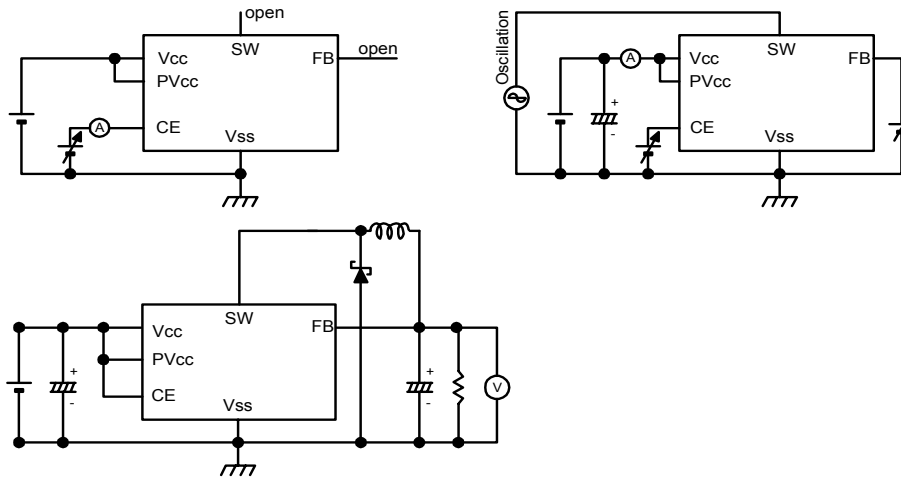 open
SW
Vcc
FB
open
PVcc
A
CE
Vss
Oscillation
SW
A
Vcc
FB
PVcc
+
-
CE
Vss
SW
Vcc
FB
PVcc
+
-
CE
Vss
+
-
V